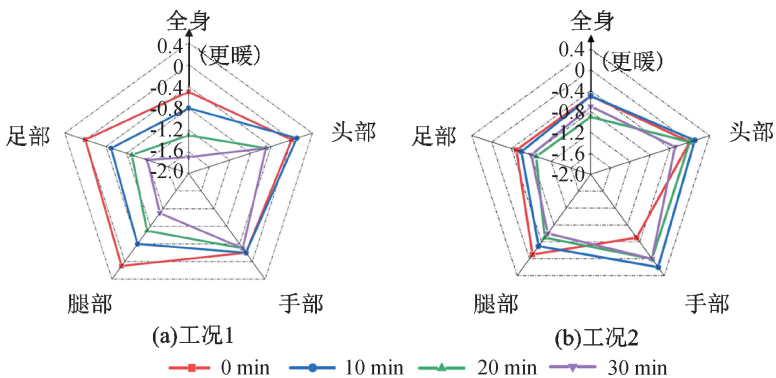 全身
0.4
(更暖)
0
-0.4
-0.8
-1.2
-1.6
-2.0
头部
手部
腿部
足部
(a)工况1
全身
0.4
(更暖)
0
-0.4
-0.8
-1.2
-1.6
-2.0
头部
手部
腿部
足部
(b)工况2
0 min
10 min
20 min
30 min